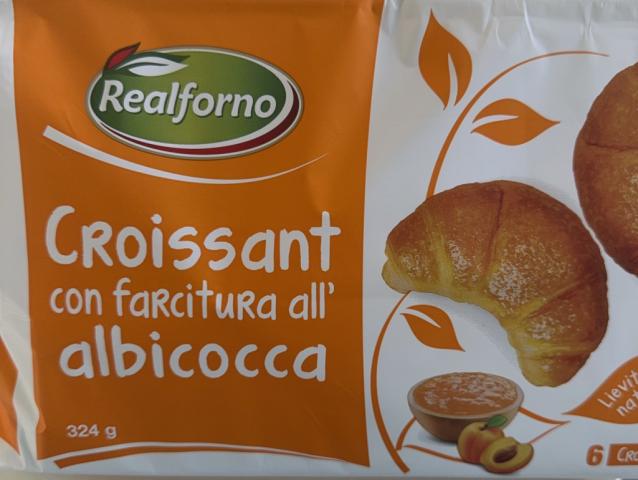 Realforno
Croissant
con farcitura all'
albicocca
324 g
6